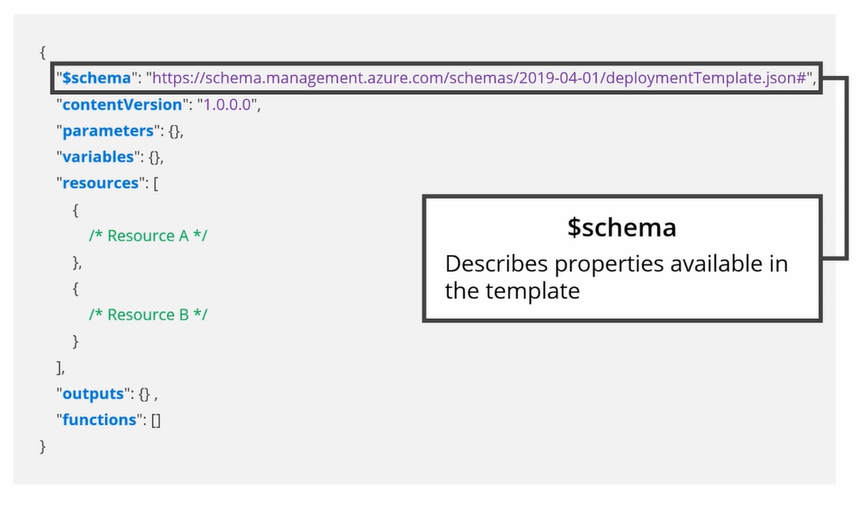 {
"$schema": "https://schema.management.azure.com/schemas/2019-04-01/deploymentTemplate.json#",
"contentVersion": "1.0.0.0",
"parameters": {},
"variables": {},
"resources": [
{
/* Resource A */
},
{
/* Resource B */
}
],
"outputs": {} ,
"functions": []
}
$schema
Describes properties available in
the template